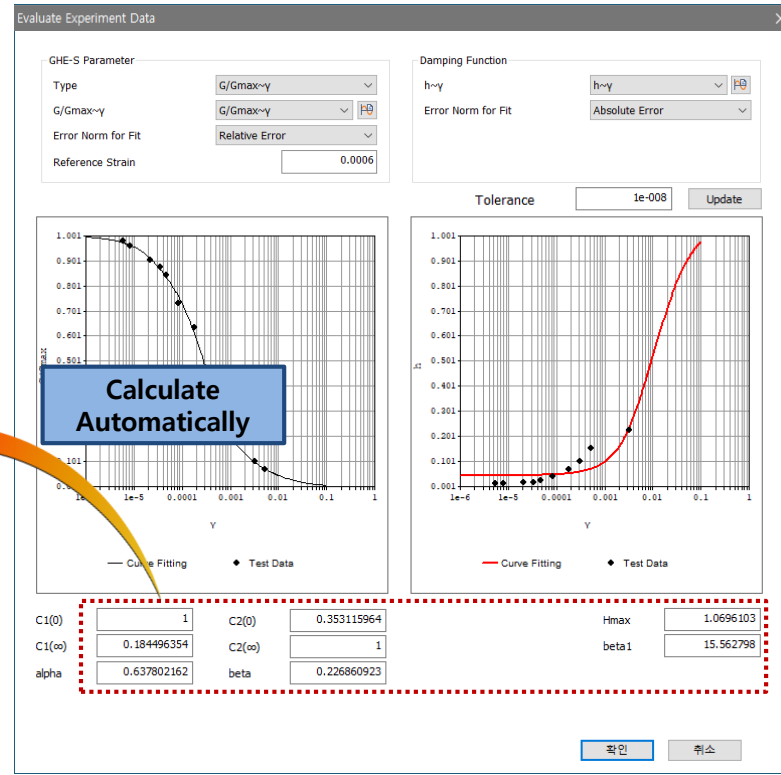 Evaluate Experiment Data
GHE-S Parameter
Type G/Gmax~γ
G/Gmax~γ G/Gmax~γ
Error Norm for Fit Relative Error
Reference Strain 0.0006
Damping Function
h~γ h~γ
Error Norm for Fit Absolute Error
Tolerance 1e-008 Update
1.001
0.901
0.801
0.701
0.601
0.501
0.101
1e-5 0.0001 0.001 0.01 0.1 1
γ
Curve Fitting Test Data
Calculate
Automatically
1.001
0.901
0.801
0.701
0.601
0.501
0.401
0.301
0.201
0.101
0.001
1e-6 1e-5 0.0001 0.001 0.01 0.1 1
h
γ
Curve Fitting Test Data
C1(0) 1 C2(0) 0.353115964 Hmax 1.0696103
C1(∞) 0.184496354 C2(∞) 1 beta1 15.562798
alpha 0.637802162 beta 0.226860923
확인 취소